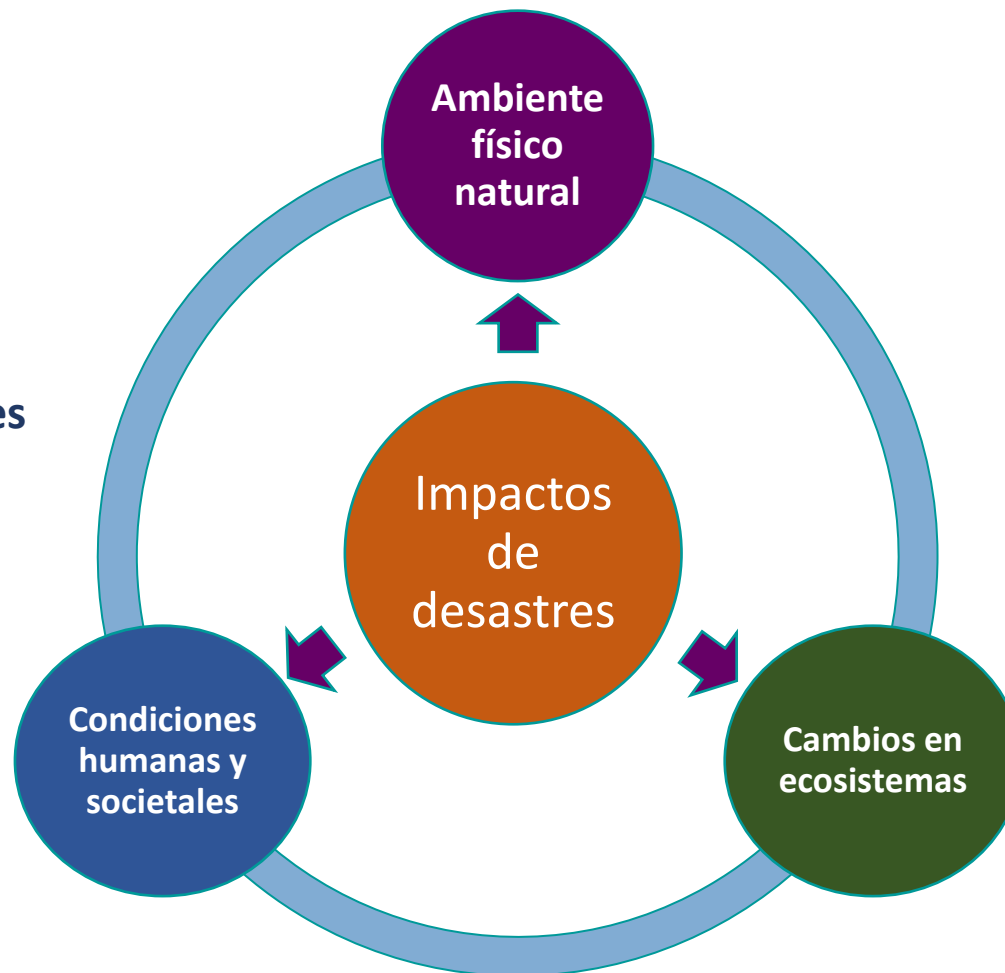 Ambiente
físico
natural
es
Impactos
de
desastres
Condiciones
humanas y
societales
Cambios en
ecosistemas